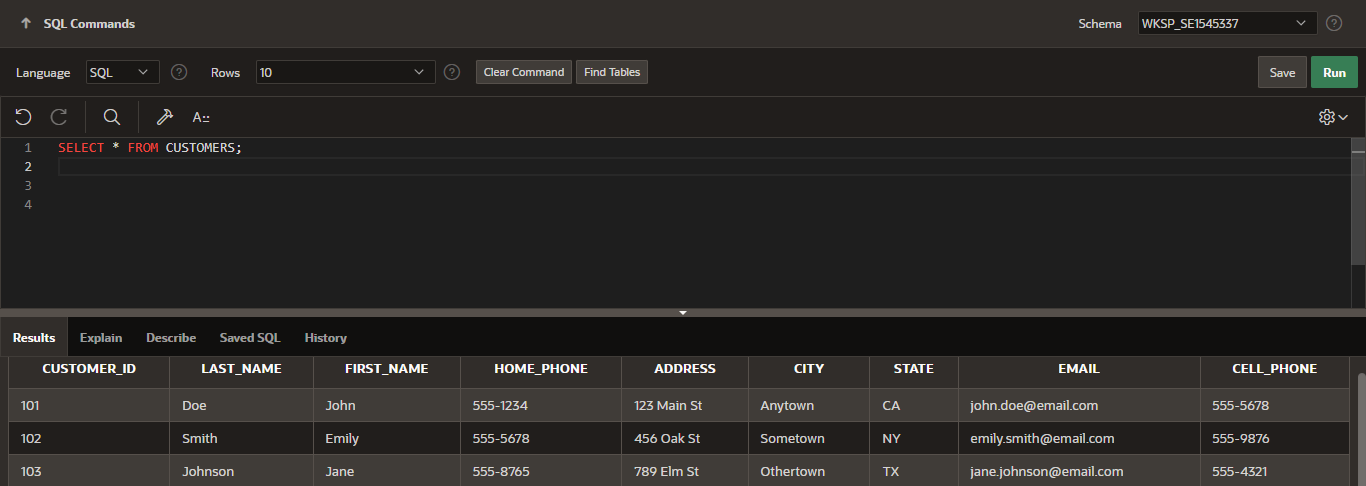 SQL Commands Schema WKSP_SE1545337
Language SQL Rows 10 Clear Command Find Tables Save Run
A::
1 SELECT * FROM CUSTOMERS;
2
3
4
Results Explain Describe Saved SQL History
CUSTOMER_ID LAST_NAME FIRST_NAME HOME_PHONE ADDRESS CITY STATE EMAIL CELL_PHONE
101 Doe John 555-1234 123 Main St Anytown CA john.doe@email.com 555-5678
102 Smith Emily 555-5678 456 Oak St Sometown NY emily.smith@email.com 555-9876
103 Johnson Jane 555-8765 789 Elm St Othertown TX jane.johnson@email.com 555-4321